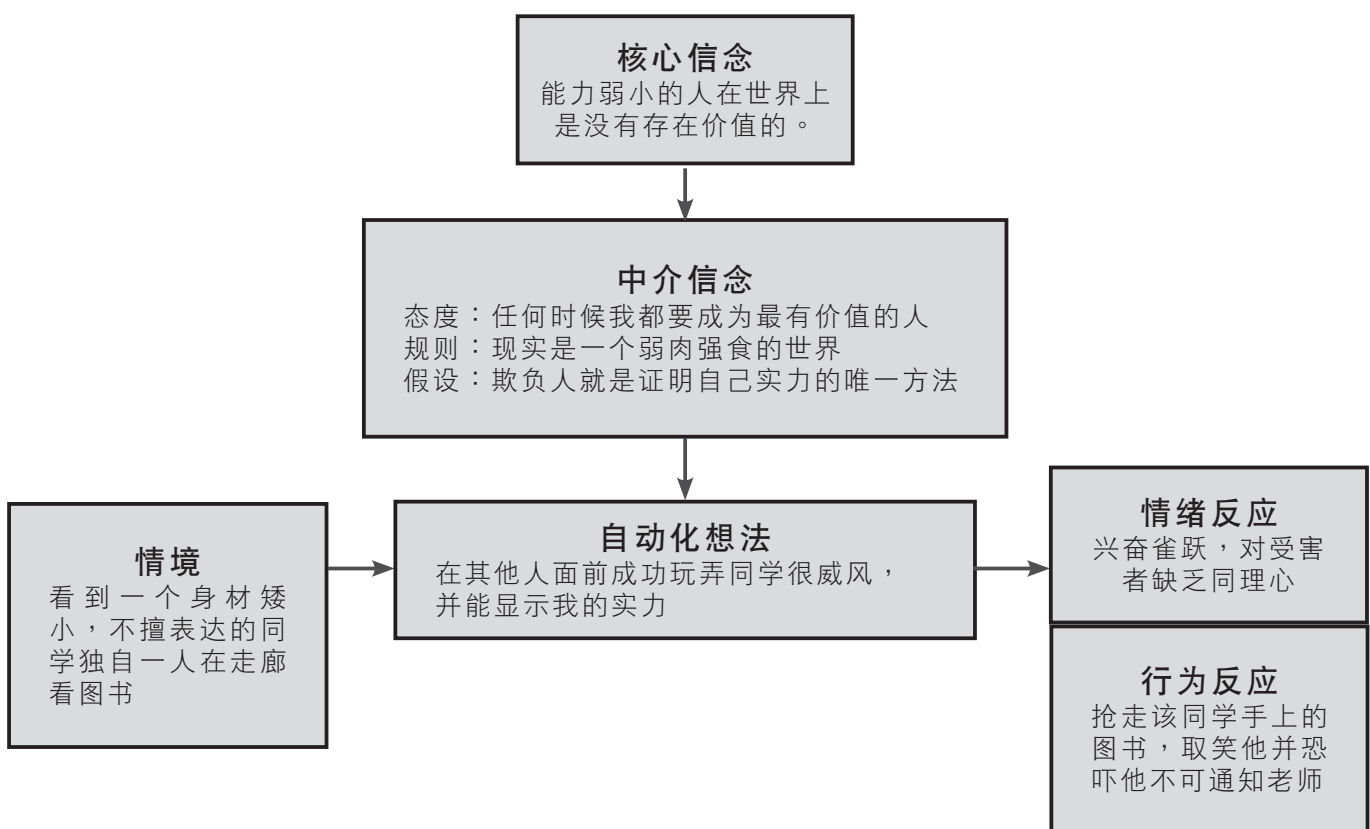 核心信念
能力弱小的人在世界上
是没有存在价值的。
中介信念
态度：任何时候我都要成为最有价值的人
规则：现实是一个弱肉强食的世界
假设：欺负人就是证明自己实力的唯一方法
情境
看到一个身材矮
小，不擅表达的同
学独自一人在走廊
看图书
自动化想法
在其他人面前成功玩弄同学很威风，
并能显示我的实力
情绪反应
兴奋雀跃，对受害
者缺乏同理心
行为反应
抢走该同学手上的
图书，取笑他并恐
吓他不可通知老师